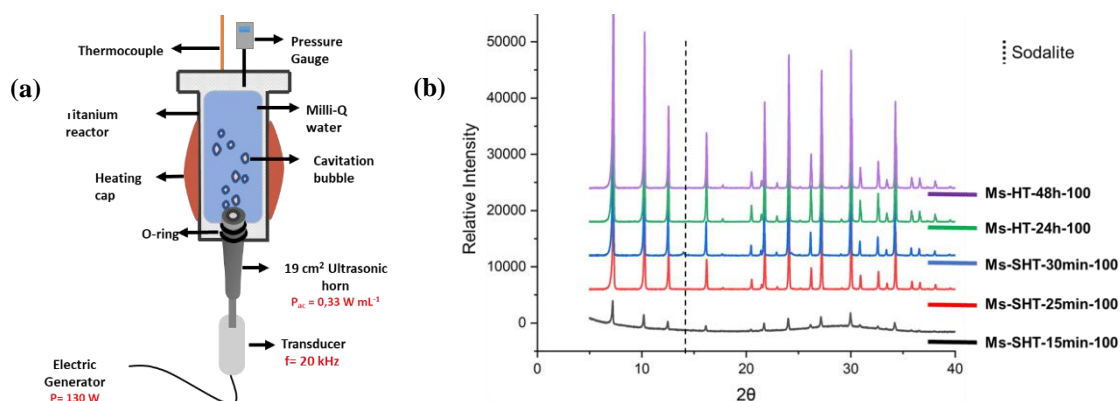 (a)
Thermocouple
Pressure
Gauge
Titanium
reactor
Milli-Q
water
Heating
cap
Cavitation
bubble
O-ring
19 cm² Ultrasonic
horn
Pac = 0,33 W mL⁻¹
Transducer
f= 20 kHz
Electric
Generator
P= 130 W
(b)
Relative Intensity
50000
40000
30000
20000
10000
0
0
10
20
30
40
2θ
Sodalite
Ms-HT-48h-100
Ms-HT-24h-100
Ms-SHT-30min-100
Ms-SHT-25min-100
Ms-SHT-15min-100